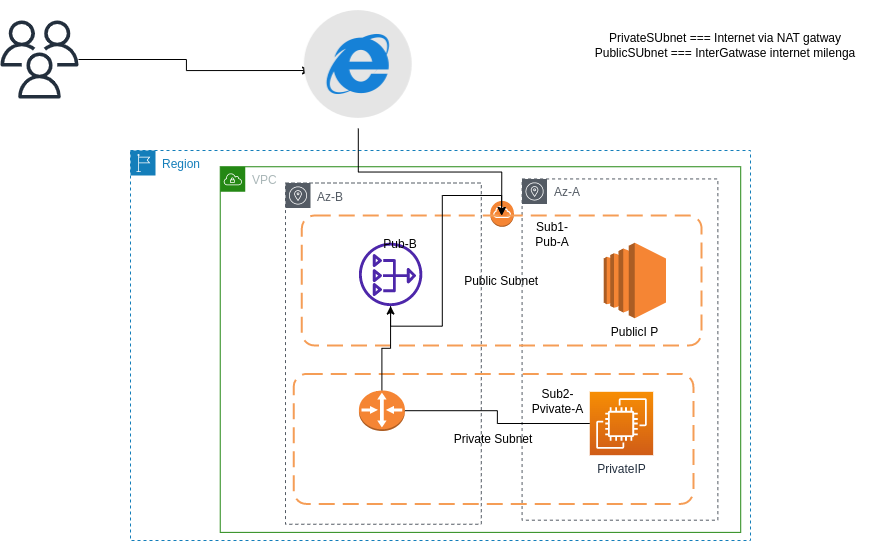 PrivateSUbnet === Internet via NAT gatway
PublicSUbnet === InterGatwase internet milenga
Region
VPC
Az-B
Az-A
Sub1-
Pub-A
Pub-B
Public Subnet
PublicI P
Sub2-
Pvivate-A
Private Subnet
PrivateIP